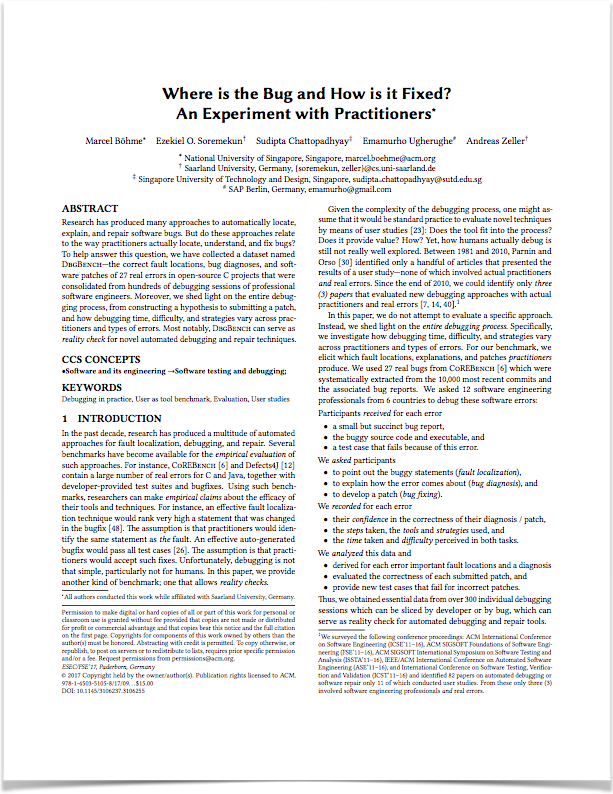 Where is the Bug and How is it Fixed?
An Experiment with Practitioners*
Marcel Böhme* Ezekiel O. Soremekun† Sudipta Chattopadhyay‡ Emamurho Ugherughe# Andreas Zeller†
* National University of Singapore, Singapore, marcel.boehme@acm.org
† Saarland University, Germany, {soremekun, zeller}@cs.uni-saarland.de
‡ Singapore University of Technology and Design, Singapore, sudipta_chattopadhyay@sutd.edu.sg
# SAP Berlin, Germany, emamurho@gmail.com
ABSTRACT
Research has produced many approaches to automatically locate,
explain, and repair software bugs. But do these approaches relate
to the way practitioners actually locate, understand, and fix bugs?
To help answer this question, we have collected a dataset named
DBGBENCH—the correct fault locations, bug diagnoses, and soft-
ware patches of 27 real errors in open-source C projects that were
consolidated from hundreds of debugging sessions of professional
software engineers. Moreover, we shed light on the entire debug-
ging process, from constructing a hypothesis to submitting a patch,
and how debugging time, difficulty, and strategies vary across prac-
titioners and types of errors. Most notably, DBGBENCH can serve as
reality check for novel automated debugging and repair techniques.
CCS CONCEPTS
•Software and its engineering →Software testing and debugging;
KEYWORDS
Debugging in practice, User as tool benchmark, Evaluation, User studies
1 INTRODUCTION
In the past decade, research has produced a multitude of automated
approaches for fault localization, debugging, and repair. Several
benchmarks have become available for the empirical evaluation of
such approaches. For instance, COREBENCH [6] and Defects4J [12]
contain a large number of real errors for C and Java, together with
developer-provided test suites and bugfixes. Using such bench-
marks, researchers can make empirical claims about the efficacy of
their tools and techniques. For instance, an effective fault localiza-
tion technique would rank very high a statement that was changed
in the bugfix [48]. The assumption is that practitioners would iden-
tify the same statement as the fault. An effective auto-generated
bugfix would pass all test cases [26]. The assumption is that practi-
tioners would accept such fixes. Unfortunately, debugging is not
that simple, particularly not for humans. In this paper, we provide
another kind of benchmark; one that allows reality checks.
*All authors conducted this work while affiliated with Saarland University, Germany.
Permission to make digital or hard copies of all or part of this work for personal or
classroom use is granted without fee provided that copies are not made or distributed
for profit or commercial advantage and that copies bear this notice and the full citation
on the first page. Copyrights for components of this work owned by others than the
author(s) must be honored. Abstracting with credit is permitted. To copy otherwise, or
republish, to post on servers or to redistribute to lists, requires prior specific permission
and/or a fee. Request permissions from permissions@acm.org.
ESEC/FSE'17, Paderborn, Germany
© 2017 Copyright held by the owner/author(s). Publication rights licensed to ACM.
978-1-4503-5105-8/17/09...$15.00
DOI: 10.1145/3106237.3106255
Given the complexity of the debugging process, one might as-
sume that it would be standard practice to evaluate novel techniques
by means of user studies [23]: Does the tool fit into the process?
Does it provide value? How? Yet, how humans actually debug is
still not really well explored. Between 1981 and 2010, Parnin and
Orso [30] identified only a handful of articles that presented the
results of a user study—none of which involved actual practitioners
and real errors. Since the end of 2010, we could identify only three
(3) papers that evaluated new debugging approaches with actual
practitioners and real errors [7, 14, 40].1
In this paper, we do not attempt to evaluate a specific approach.
Instead, we shed light on the entire debugging process. Specifically,
we investigate how debugging time, difficulty, and strategies vary
across practitioners and types of errors. For our benchmark, we
elicit which fault locations, explanations, and patches practitioners
produce. We used 27 real bugs from COREBENCH [6] which were
systematically extracted from the 10,000 most recent commits and
the associated bug reports. We asked 12 software engineering
professionals from 6 countries to debug these software errors:
Participants received for each error
• a small but succinct bug report,
• the buggy source code and executable, and
• a test case that fails because of this error.
We asked participants
• to point out the buggy statements (fault localization),
• to explain how the error comes about (bug diagnosis), and
• to develop a patch (bug fixing).
We recorded for each error
• their confidence in the correctness of their diagnosis / patch,
• the steps taken, the tools and strategies used, and
• the time taken and difficulty perceived in both tasks.
We analyzed this data and
• derived for each error important fault locations and a diagnosis
• evaluated the correctness of each submitted patch, and
• provide new test cases that fail for incorrect patches.
Thus, we obtained essential data from over 300 individual debugging
sessions which can be sliced by developer or by bug, which can
serve as reality check for automated debugging and repair tools.
1We surveyed the following conference proceedings: ACM International Conference
on Software Engineering (ICSE'11–16), ACM SIGSOFT Foundations of Software Engi-
neering (FSE'11–16), ACM SIGSOFT International Symposium on Software Testing and
Analysis (ISSTA'11–16), IEEE/ACM International Conference on Automated Software
Engineering (ASE'11–16), and International Conference on Software Testing, Verifica-
tion and Validation (ICST'11–16) and identified 82 papers on automated debugging or
software repair only 11 of which conducted user studies. From these only three (3)
involved software engineering professionals and real errors.